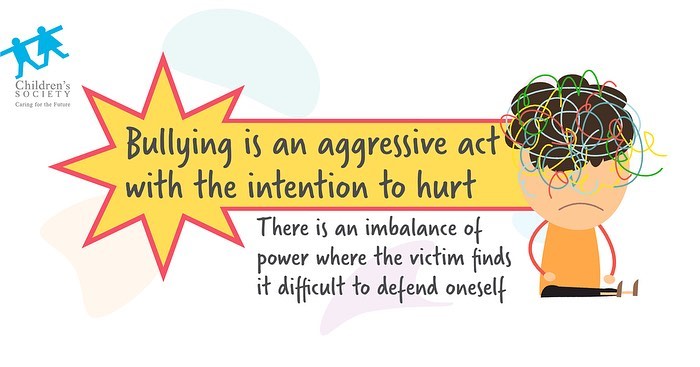 Children's
SOCIETY
Caring for the Future
Bullying is an aggressive act
with the intention to hurt
There is an imbalance of
power where the victim finds
it difficult to defend oneself